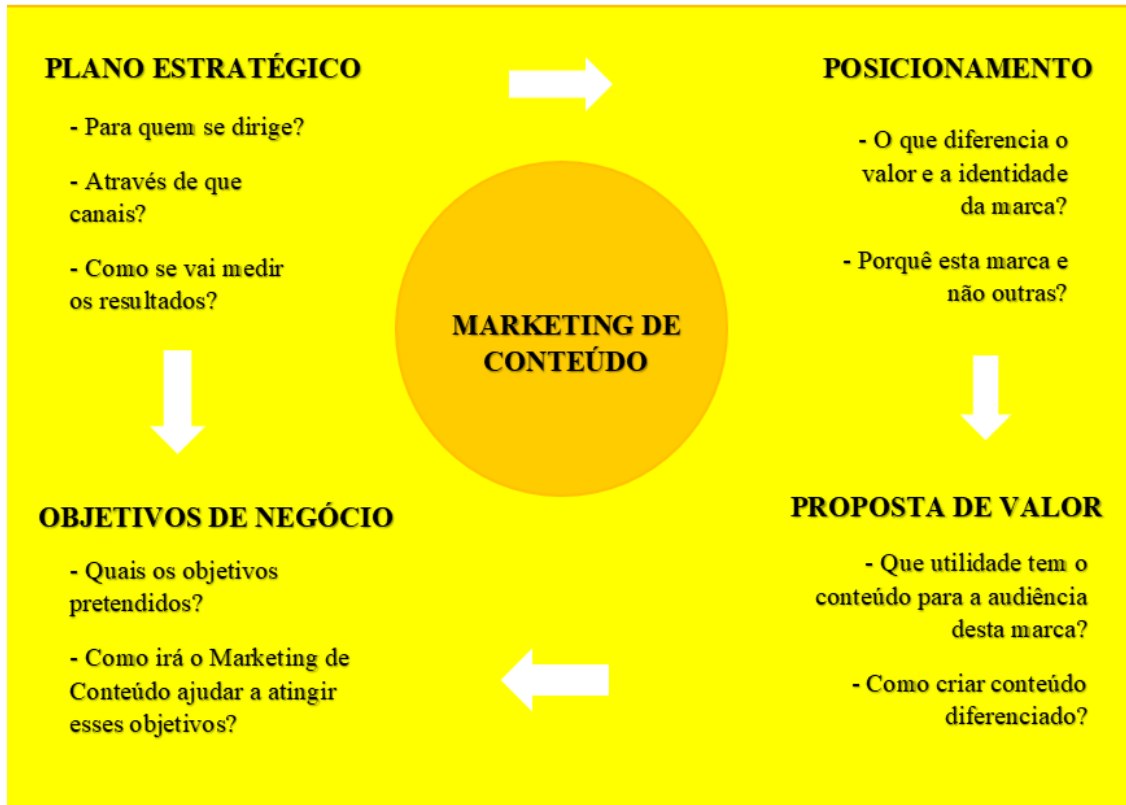 PLANO ESTRATÉGICO
- Para quem se dirige?
- Através de que
canais?
- Como se vai medir
os resultados?
POSICIONAMENTO
- O que diferencia o
valor e a identidade
da marca?
- Porquê esta marca e
não outras?
MARKETING DE
CONTEÚDO
OBJETIVOS DE NEGÓCIO
- Quais os objetivos
pretendidos?
- Como irá o Marketing de
Conteúdo ajudar a atingir
esses objetivos?
PROPOSTA DE VALOR
- Que utilidade tem o
conteúdo para a audiência
desta marca?
- Como criar conteúdo
diferenciado?